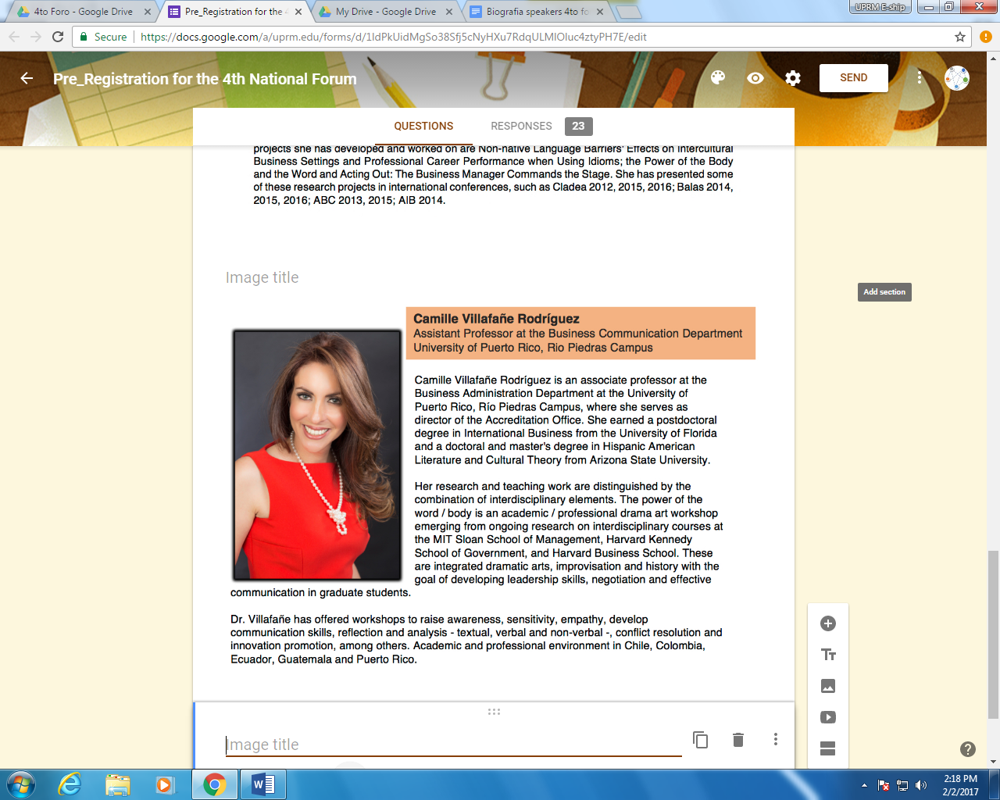 4to Foro - Google Drive
Pre_Registration for the 4
My Drive - Google Drive
Biografia speakers 4to fo
UPRM E-ship
Secure
https://docs.google.com/a/uprm.edu/forms/d/1IdPkUidMgSo38Sfj5cNyHXu7RdqULMlOIuc4ztyPH7E/edit
Pre_Registration for the 4th National Forum
SEND
QUESTIONS
RESPONSES
23
projects she has developed and worked on are Non-native Language Barriers' Effects on Intercultural
Business Settings and Professional Career Performance when Using Idioms; the Power of the Body
and the Word and Acting Out: The Business Manager Commands the Stage. She has presented some
of these research projects in international conferences, such as Cladea 2012, 2015, 2016; Balas 2014,
2015, 2016; ABC 2013, 2015; AIB 2014.
Image title
Add section
Camille Villafañe Rodríguez
Assistant Professor at the Business Communication Department
University of Puerto Rico, Rio Piedras Campus
Camille Villafañe Rodríguez is an associate professor at the
Business Administration Department at the University of
Puerto Rico, Río Piedras Campus, where she serves as
director of the Accreditation Office. She earned a postdoctoral
degree in International Business from the University of Florida
and a doctoral and master's degree in Hispanic American
Literature and Cultural Theory from Arizona State University.
Her research and teaching work are distinguished by the
combination of interdisciplinary elements. The power of the
word / body is an academic / professional drama art workshop
emerging from ongoing research on interdisciplinary courses at
the MIT Sloan School of Management, Harvard Kennedy
School of Government, and Harvard Business School. These
are integrated dramatic arts, improvisation and history with the
goal of developing leadership skills, negotiation and effective
communication in graduate students.
Dr. Villafañe has offered workshops to raise awareness, sensitivity, empathy, develop
communication skills, reflection and analysis - textual, verbal and non-verbal -, conflict resolution and
innovation promotion, among others. Academic and professional environment in Chile, Colombia,
Ecuador, Guatemala and Puerto Rico.
Image title
2:18 PM
2/2/2017